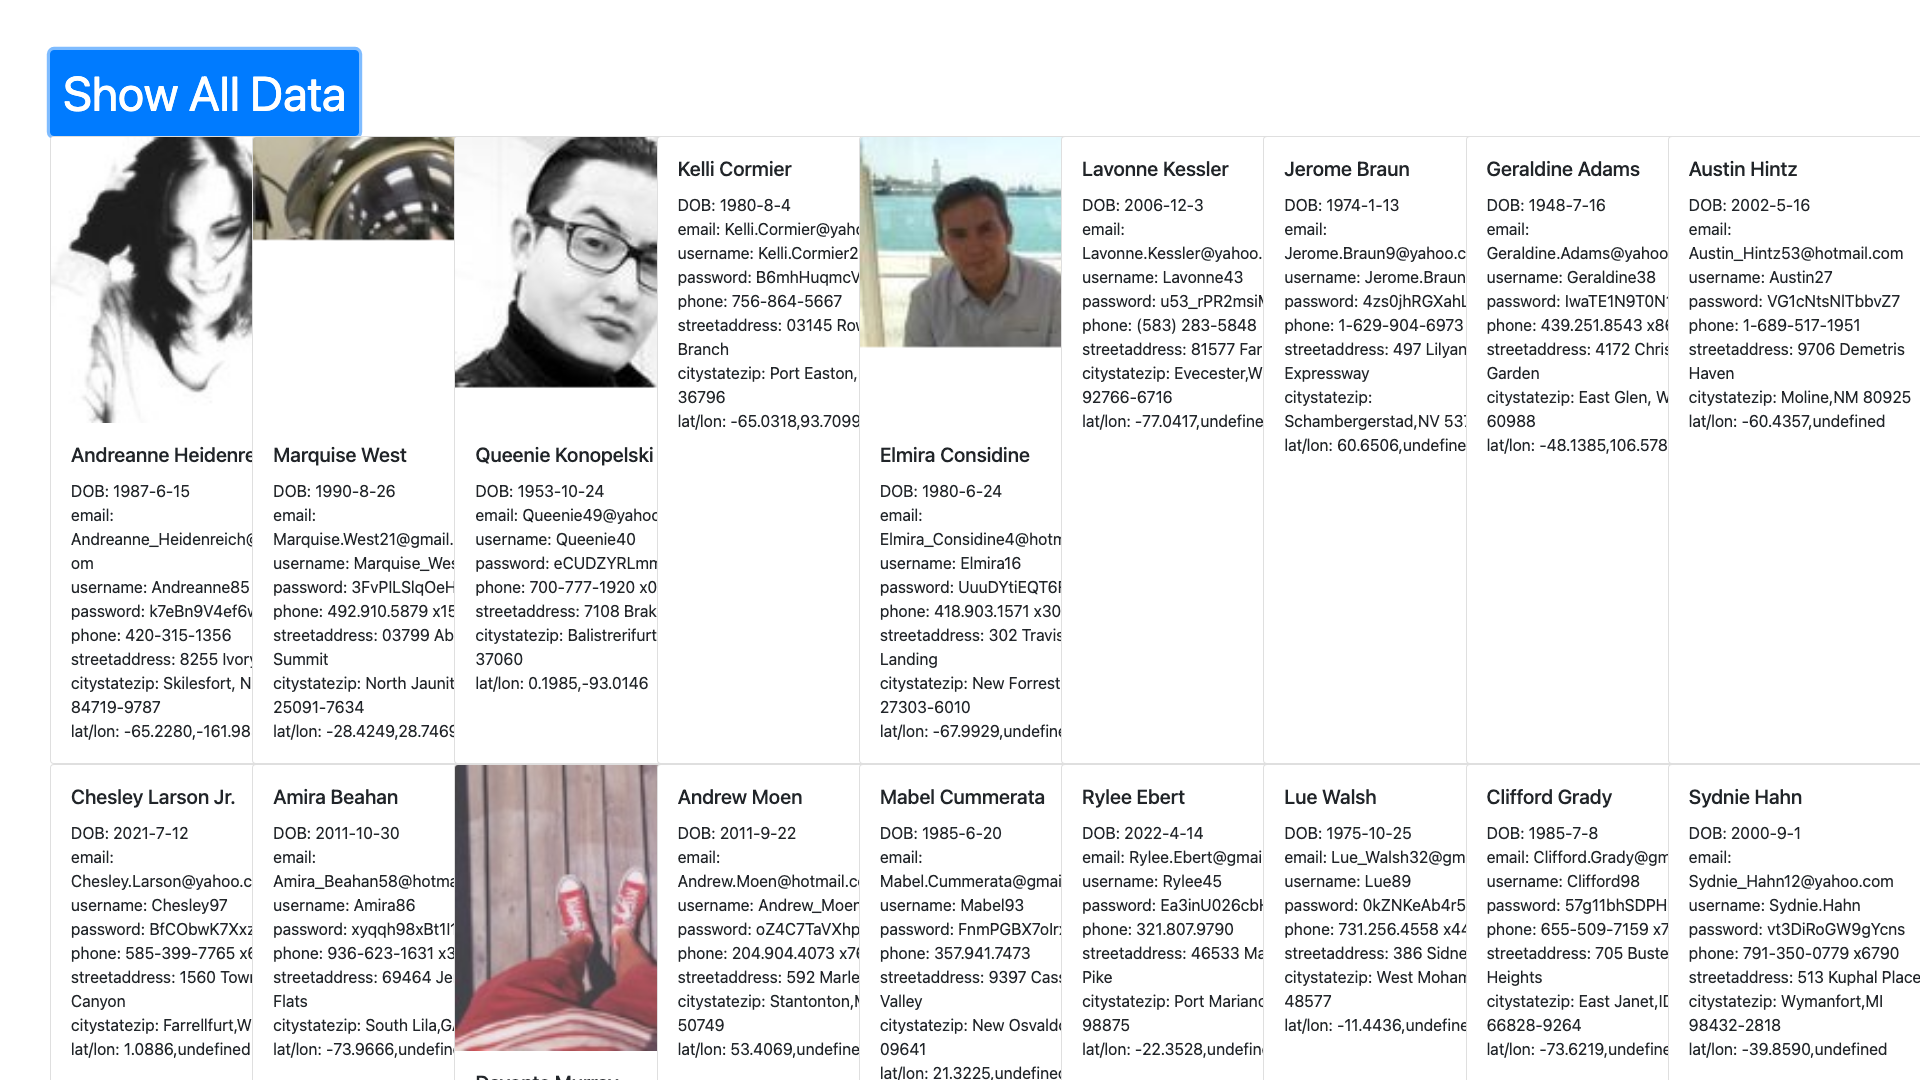 Show All Data
Andreanne Heidenre
DOB: 1987-6-15
email:
Andreanne_Heidenreich@
om
username: Andreanne85
password: k7eBn9V4ef6
phone: 420-315-1356
streetaddress: 8255 Ivory
citystatezip: Skilesfort, N
84719-9787
lat/lon: -65.2280,-161.98
Marquise West
DOB: 1990-8-26
email:
Marquise.West21@gmail.
username: Marquise_Wes
password: 3FvPlLSlqOeH
phone: 492.910.5879 x15
streetaddress: 03799 Ab
Summit
citystatezip: North Jaunit
25091-7634
lat/lon: -28.4249,28.7469
Queenie Konopelski
DOB: 1953-10-24
email: Queenie49@yahoo
username: Queenie40
password: eCUDZYRLmm
phone: 700-777-1920 x0
streetaddress: 7108 Brak
citystatezip: Balistrerifurt
37060
lat/lon: 0.1985,-93.0146
Kelli Cormier
DOB: 1980-8-4
email: Kelli.Cormier@yaho
username: Kelli.Cormier2
password: B6mhHuqmcV
phone: 756-864-5667
streetaddress: 03145 Row
Branch
citystatezip: Port Easton,
36796
lat/lon: -65.0318,93.7099
Elmira Considine
DOB: 1980-6-24
email:
Elmira_Considine4@hotm
username: Elmira16
password: UuuDYtiEQT6
phone: 418.903.1571 x30
streetaddress: 302 Travis
Landing
citystatezip: New Forrest
27303-6010
lat/lon: -67.9929,undefine
Lavonne Kessler
DOB: 2006-12-3
email:
Lavonne.Kessler@yahoo.
username: Lavonne43
password: u53_rPR2msi
phone: (583) 283-5848
streetaddress: 81577 Far
citystatezip: Evecester,W
92766-6716
lat/lon: -77.0417,undefine
Jerome Braun
DOB: 1974-1-13
email:
Jerome.Braun9@yahoo.c
username: Jerome.Braun
password: 4zs0jhRGXahL
phone: 1-629-904-6973
streetaddress: 497 Lilyan
Expressway
citystatezip:
Schambergerstad,NV 537
lat/lon: 60.6506,undefine
Geraldine Adams
DOB: 1948-7-16
email:
Geraldine.Adams@yahoo
username: Geraldine38
password: lwaTE1N9T0N
phone: 439.251.8543 x86
streetaddress: 4172 Chris
Garden
citystatezip: East Glen, W
60988
lat/lon: -48.1385,106.578
Austin Hintz
DOB: 2002-5-16
email:
Austin_Hintz53@hotmail.com
username: Austin27
password: VG1cNtsNlTbbvZ7
phone: 1-689-517-1951
streetaddress: 9706 Demetris
Haven
citystatezip: Moline,NM 80925
lat/lon: -60.4357,undefined
Chesley Larson Jr.
DOB: 2021-7-12
email:
Chesley.Larson@yahoo.c
username: Chesley97
password: BfCObwK7Xxz
phone: 585-399-7765 x6
streetaddress: 1560 Town
Canyon
citystatezip: Farrellfurt,W
lat/lon: 1.0886,undefined
Amira Beahan
DOB: 2011-10-30
email:
Amira_Beahan58@hotma
username: Amira86
password: xyqqh98xBt1l1
phone: 936-623-1631 x3
streetaddress: 69464 Je
Flats
citystatezip: South Lila,GA
lat/lon: -73.9666,undefin
Andrew Moen
DOB: 2011-9-22
email:
Andrew.Moen@hotmail.co
username: Andrew_Moen
password: oZ4C7TaVXhp
phone: 204.904.4073 x76
streetaddress: 592 Marle
citystatezip: Stantonton,M
50749
lat/lon: 53.4069,undefine
Mabel Cummerata
DOB: 1985-6-20
email:
Mabel.Cummerata@gmai
username: Mabel93
password: FnmPGBX7olr
phone: 357.941.7473
streetaddress: 9397 Cass
Valley
citystatezip: New Osvaldo
09641
lat/lon: 21.3225,undefined
Rylee Ebert
DOB: 2022-4-14
email: Rylee.Ebert@gmai
username: Rylee45
password: Ea3inU026cb
phone: 321.807.9790
streetaddress: 46533 Ma
Pike
citystatezip: Port Mariano
98875
lat/lon: -22.3528,undefin
Lue Walsh
DOB: 1975-10-25
email: Lue_Walsh32@gm
username: Lue89
password: 0kZNKeAb4r5
phone: 731.256.4558 x44
streetaddress: 386 Sidne
citystatezip: West Moham
48577
lat/lon: -11.4436,undefine
Clifford Grady
DOB: 1985-7-8
email: Clifford.Grady@gm
username: Clifford98
password: 57g11bhSDPH
phone: 655-509-7159 x7
streetaddress: 705 Buste
Heights
citystatezip: East Janet,ID
66828-9264
lat/lon: -73.6219,undefine
Sydnie Hahn
DOB: 2000-9-1
email:
Sydnie_Hahn12@yahoo.com
username: Sydnie.Hahn
password: vt3DiRoGW9gYcns
phone: 791-350-0779 x6790
streetaddress: 513 Kuphal Place
citystatezip: Wymanfort,MI
98432-2818
lat/lon: -39.8590,undefined